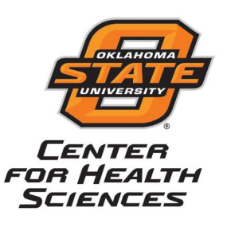 OKLAHOMA
STATE
UNIVERSITY
®
CENTER
FOR HEALTH
SCIENCES